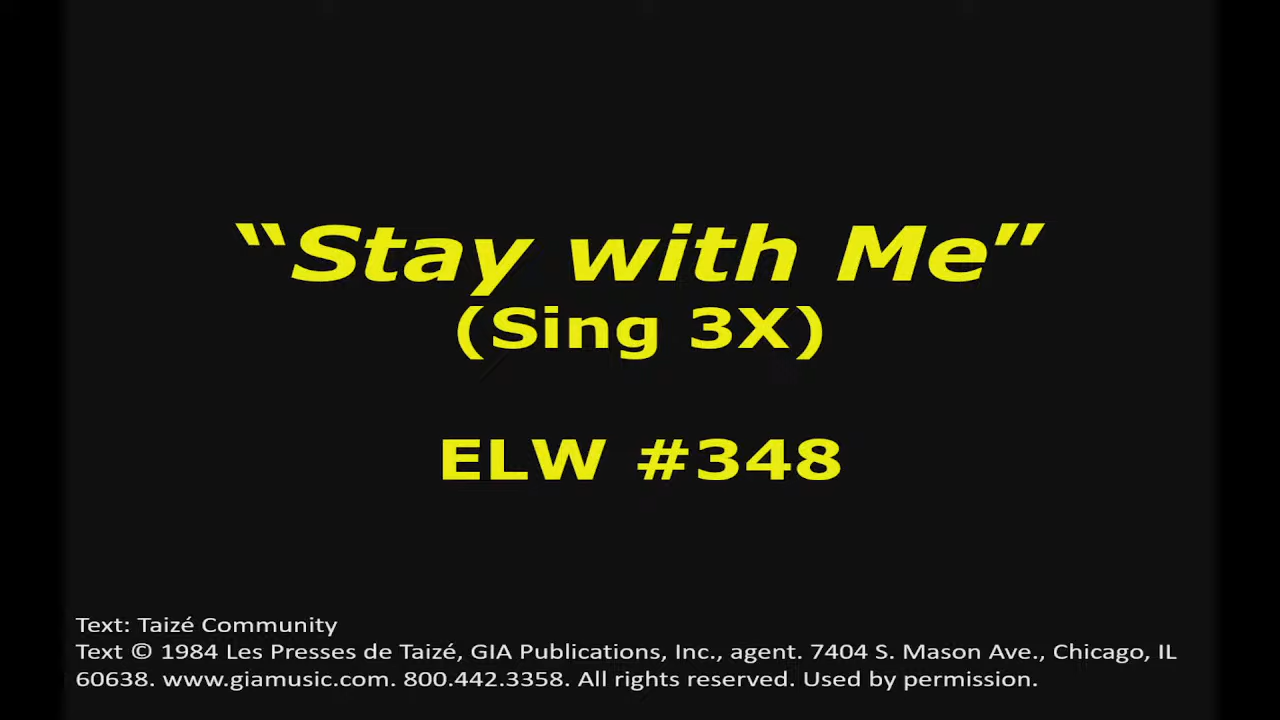 “Stay with Me”
(Sing 3X)
ELW #348
Text: Taizé Community
Text © 1984 Les Presses de Taizé, GIA Publications, Inc., agent. 7404 S. Mason Ave., Chicago, IL
60638. www.giamusic.com. 800.442.3358. All rights reserved. Used by permission.